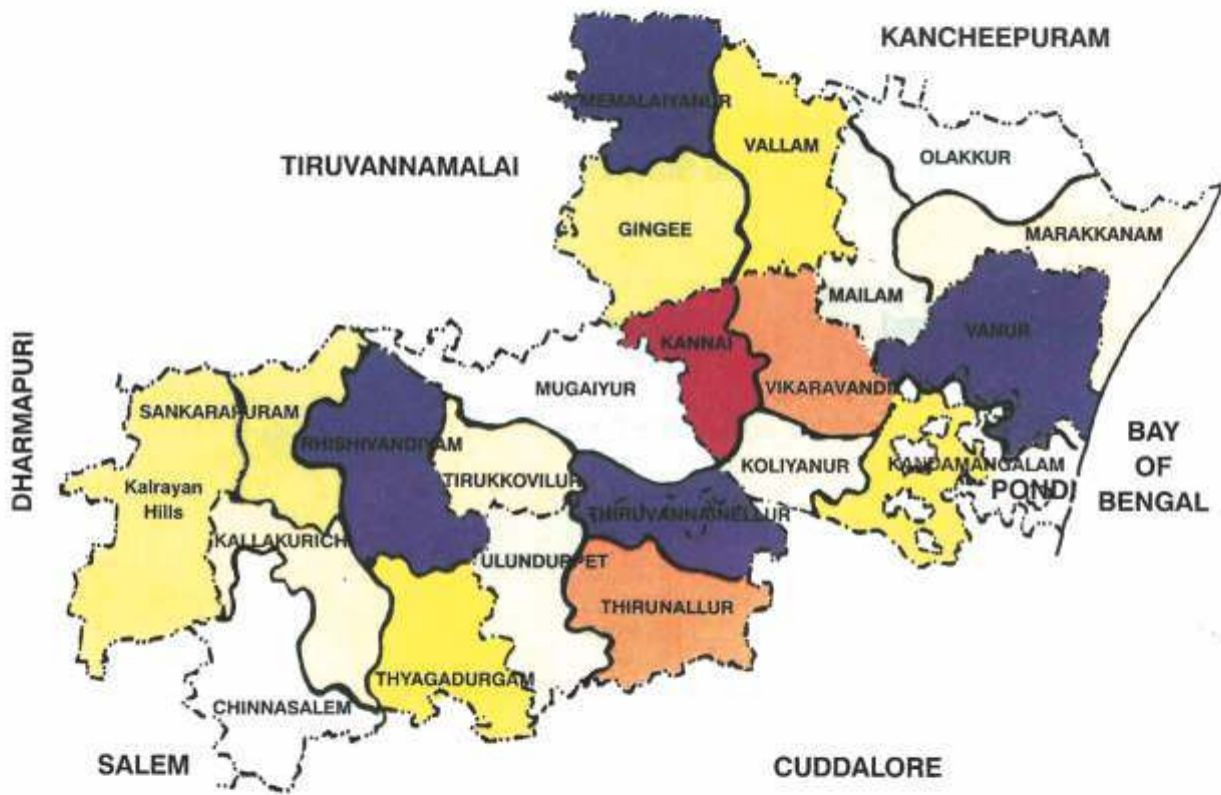 KANCHEEPURAM
MEMALAIYANUR
VALLAM
OLAKKUR
TIRUVANNAMALAI
GINGEE
MARAKKANAM
MAILAM
VANUR
KANNAI
DHARMAPURI
MUGAIYUR
VIKARAVANDI
SANKARAPURAM
RHISHIVANDIYAM
BAY
OF
BENGAL
KOLIYANUR
KANDAMANGALAM
TIRUKKOVILUR
PONDI
Kalrayan
Hills
THIRUVANNAINELLUR
KALLAKURICHI
ULUNDURPET
THIRUNALLUR
THYAGADURGAM
CHINNASALEM
SALEM
CUDDALORE